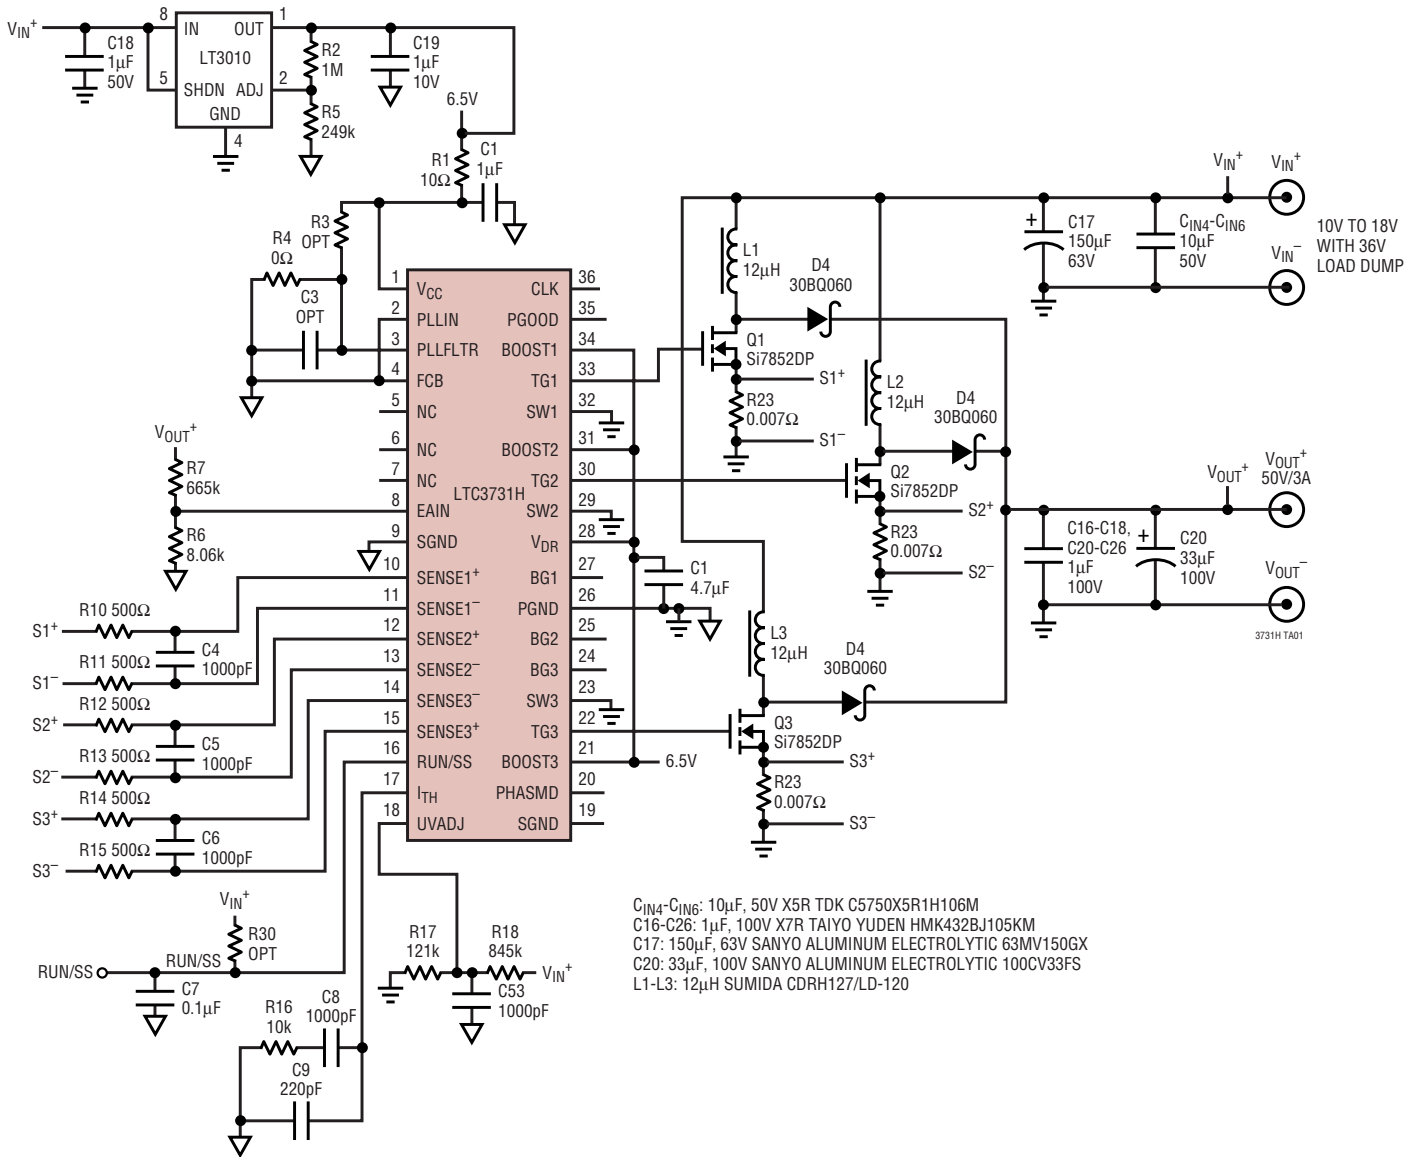 VIN+
8
IN
OUT
1
LT3010
5
SHDN
ADJ
2
GND
4
C18
1µF
50V
R2
1M
R5
249k
C19
1µF
10V
6.5V
R1
10Ω
C1
1µF
R3
OPT
R4
0Ω
C3
OPT
1 VCC CLK 36
2 PLLIN PGOOD 35
3 PLLFLTR BOOST1 34
4 FCB TG1 33
5 NC SW1 32
6 NC BOOST2 31
7 NC TG2 30
LTC3731H
8 EAIN SW2 29
9 SGND VDR 28
10 SENSE1+ BG1 27
11 SENSE1– PGND 26
12 SENSE2+ BG2 25
13 SENSE2– BG3 24
14 SENSE3– SW3 23
15 SENSE3+ TG3 22
16 RUN/SS BOOST3 21
17 ITH PHASMD 20
18 UVADJ SGND 19
VOUT+
R7
665k
R6
8.06k
S1+
R10 500Ω
R11 500Ω
S1–
C4
1000pF
R12 500Ω
S2+
R13 500Ω
S2–
C5
1000pF
R14 500Ω
S3+
R15 500Ω
S3–
C6
1000pF
VIN+
R30
OPT
RUN/SS
RUN/SS
C7
0.1µF
R16
10k
C8
1000pF
C9
220pF
R17
121k
R18
845k
VIN+
C53
1000pF
C1
4.7µF
6.5V
L1
12µH
D4
30BQ060
Q1
Si7852DP
S1+
R23
0.007Ω
S1–
L2
12µH
D4
30BQ060
Q2
Si7852DP
S2+
R23
0.007Ω
S2–
L3
12µH
D4
30BQ060
Q3
Si7852DP
S3+
R23
0.007Ω
S3–
VIN+
VIN+
+
C17
150µF
63V
CIN4-CIN6
10µF
50V
VIN–
10V TO 18V
WITH 36V
LOAD DUMP
VOUT+
VOUT+
50V/3A
C16-C18,
C20-C26
1µF
100V
+
C20
33µF
100V
VOUT–
3731H TA01
CIN4-CIN6: 10µF, 50V X5R TDK C5750X5R1H106M
C16-C26: 1µF, 100V X7R TAIYO YUDEN HMK432BJ105KM
C17: 150µF, 63V SANYO ALUMINUM ELECTROLYTIC 63MV150GX
C20: 33µF, 100V SANYO ALUMINUM ELECTROLYTIC 100CV33FS
L1-L3: 12µH SUMIDA CDRH127/LD-120